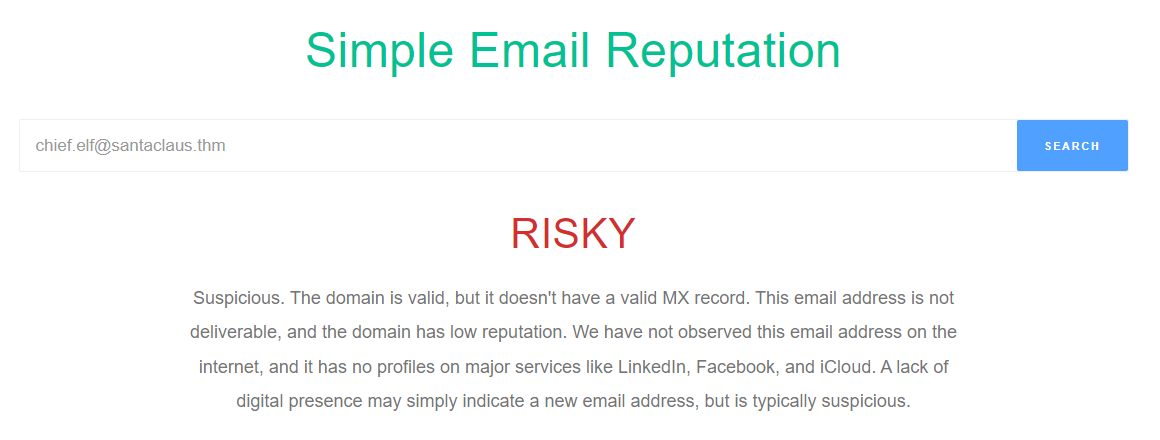 Simple Email Reputation
chief.elf@santaclaus.thm
SEARCH
RISKY
Suspicious. The domain is valid, but it doesn't have a valid MX record. This email address is not
deliverable, and the domain has low reputation. We have not observed this email address on the
internet, and it has no profiles on major services like LinkedIn, Facebook, and iCloud. A lack of
digital presence may simply indicate a new email address, but is typically suspicious.